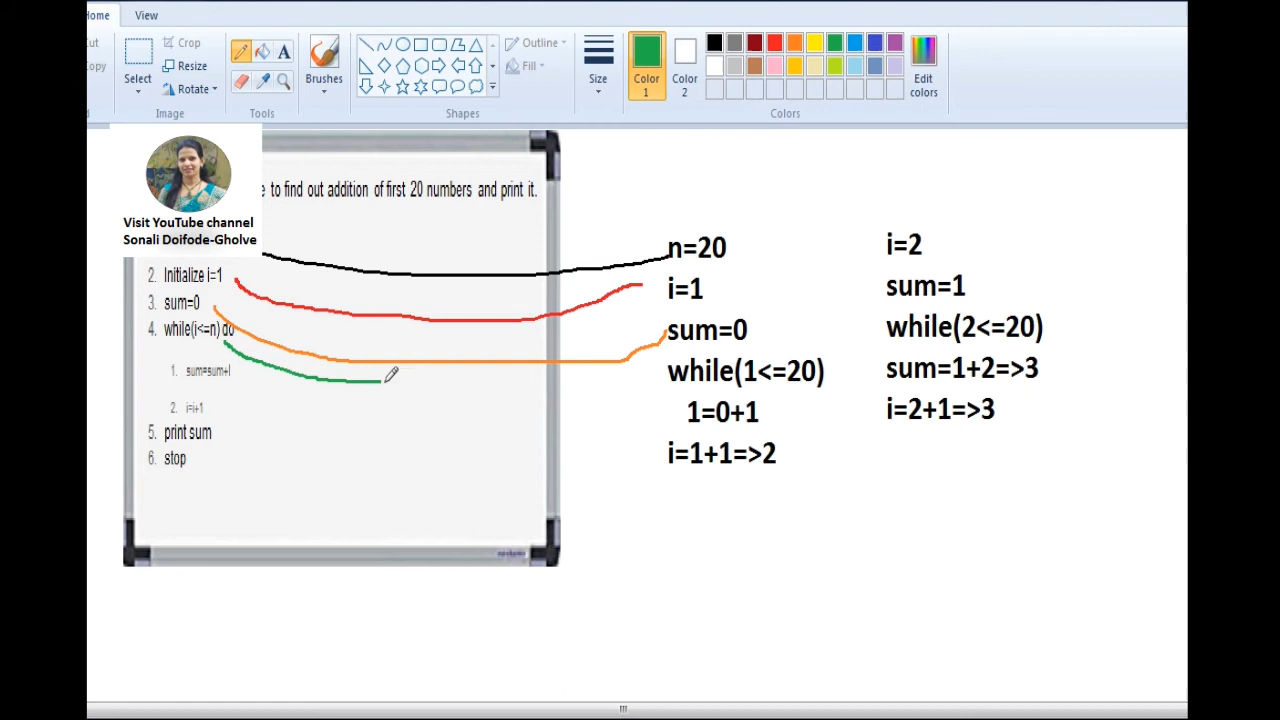 Home View
ut Crop
opy Select Resize
Rotate
A
Brushes
Outline
Fill
Size
Color 1
Color 2
Edit colors
Image Tools Shapes Colors
e to find out addition of first 20 numbers and print it.
Visit YouTube channel
Sonali Doifode-Gholve
2. Initialize i=1
3. sum=0
4. while(i<=n) do
1. sum=sum+I
2. i=i+1
5. print sum
6. stop
n=20
i=1
sum=0
while(1<=20)
1=0+1
i=1+1=>2
i=2
sum=1
while(2<=20)
sum=1+2=>3
i=2+1=>3